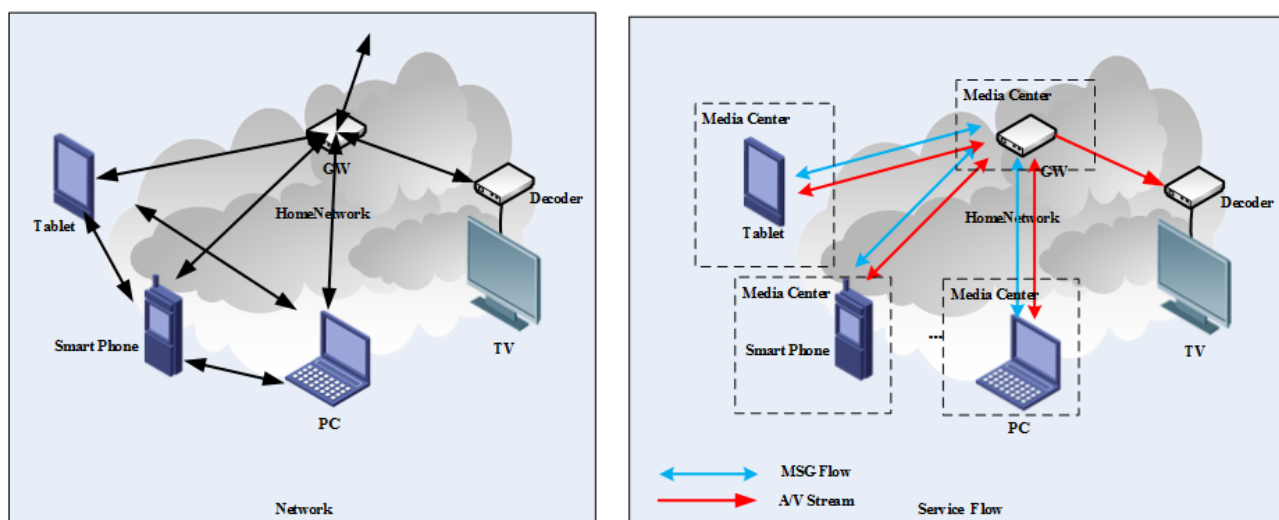 GW
HomeNetwork
Tablet
Decoder
Smart Phone
TV
PC
Network
Media Center
Media Center
GW
Tablet
HomeNetwork
Decoder
Media Center
Media Center
Smart Phone
...
TV
PC
MSG Flow
A/V Stream
Service Flow